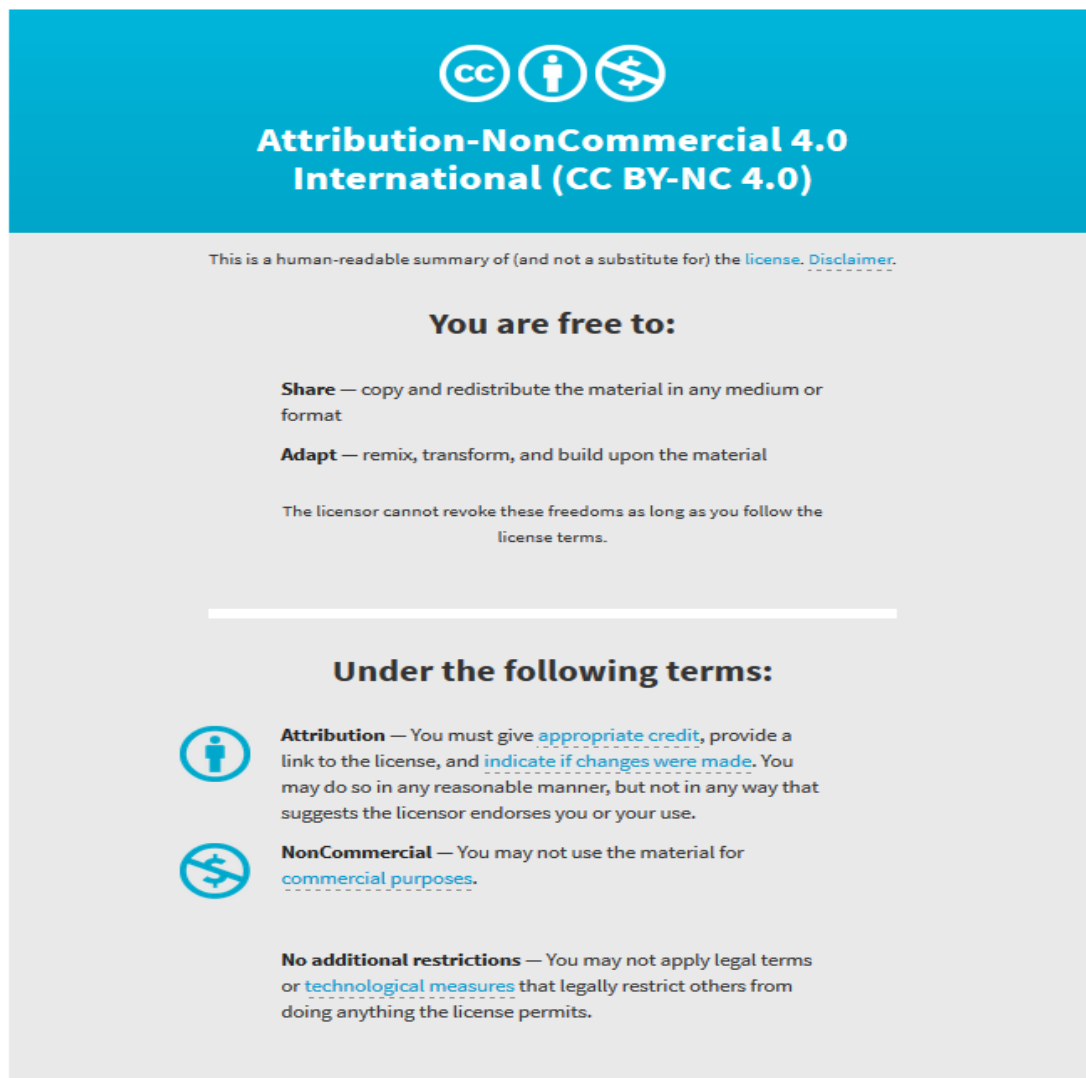 cc
Attribution-NonCommercial 4.0
International (CC BY-NC 4.0)
This is a human-readable summary of (and not a substitute for) the license. Disclaimer.
You are free to:
Share — copy and redistribute the material in any medium or
format
Adapt — remix, transform, and build upon the material
The licensor cannot revoke these freedoms as long as you follow the
license terms.
Under the following terms:
Attribution — You must give appropriate credit, provide a
link to the license, and indicate if changes were made. You
may do so in any reasonable manner, but not in any way that
suggests the licensor endorses you or your use.
NonCommercial — You may not use the material for
commercial purposes.
No additional restrictions — You may not apply legal terms
or technological measures that legally restrict others from
doing anything the license permits.